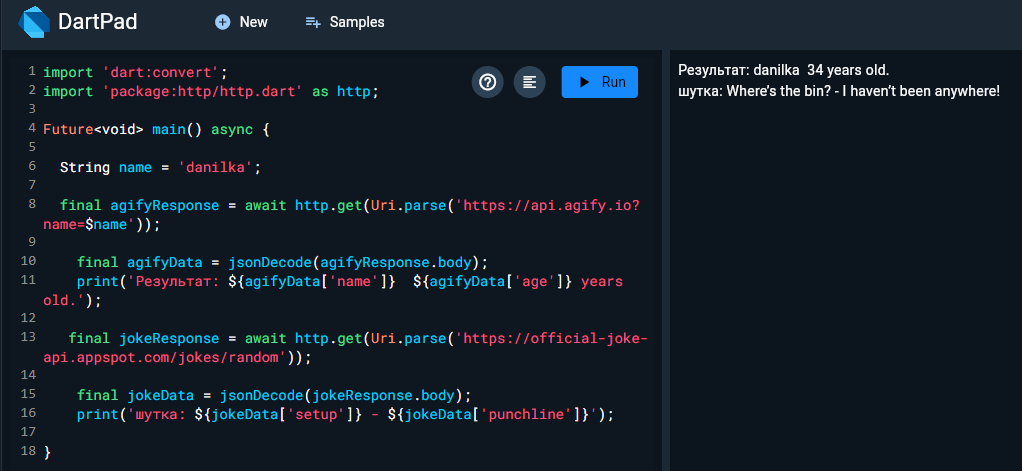 DartPad
New
Samples
1 import 'dart:convert';
2 import 'package:http/http.dart' as http;
3
4 Future<void> main() async {
5
6   String name = 'danilka';
7
8   final agifyResponse = await http.get(Uri.parse('https://api.agify.io?
name=$name'));
9
10     final agifyData = jsonDecode(agifyResponse.body);
11     print('Результат: ${agifyData['name']}  ${agifyData['age']} years
old.');
12
13    final jokeResponse = await http.get(Uri.parse('https://official-joke-
api.appspot.com/jokes/random'));
14
15     final jokeData = jsonDecode(jokeResponse.body);
16     print('шутка: ${jokeData['setup']} - ${jokeData['punchline']}');
17
18 }
Run
Результат: danilka  34 years old.
шутка: Where’s the bin? - I haven’t been anywhere!